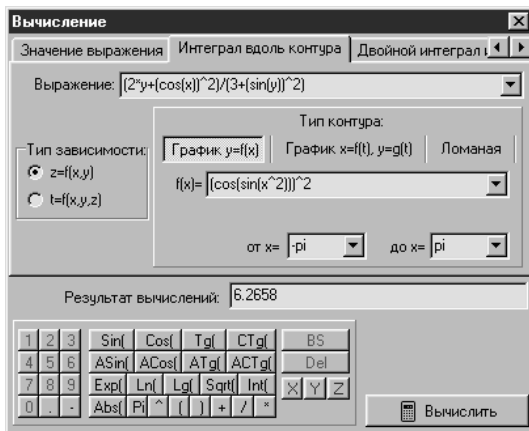 Вычисление
Значение выражения Интеграл вдоль контура Двойной интеграл
Выражение: (2*y+(cos(x))^2)/(3+(sin(y))^2)
Тип контура:
Тип зависимости: График y=f(x) График x=f(t), y=g(t) Ломаная
z=f(x,y) f(x)= (cos(sin(x^2)))^2
t=f(x,y,z)
от x= -pi до x= pi
Результат вычислений: 6.2658
1 2 3 Sin( Cos( Tg( CTg( BS
4 5 6 ASin( ACos( ATg( ACTg( Del
7 8 9 Exp( Ln( Lg( Sqrt( Int( X Y Z
0 . - Abs( Pi ^ ( ) + / * Вычислить